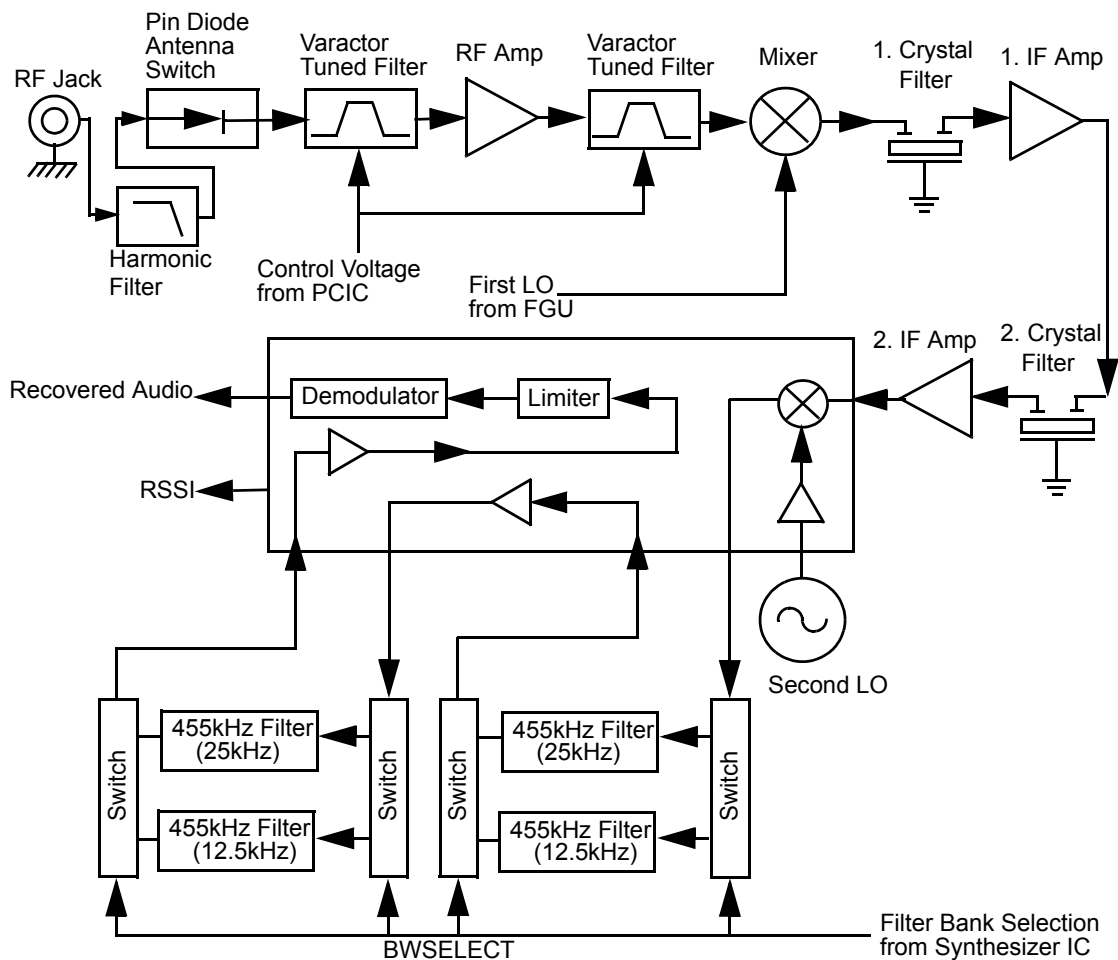 Pin Diode
Antenna
Switch
RF Jack
Harmonic
Filter
Varactor
Tuned Filter
RF Amp
Varactor
Tuned Filter
Mixer
1. Crystal
Filter
1. IF Amp
Control Voltage
from PCIC
First LO
from FGU
2. IF Amp
2. Crystal
Filter
Recovered Audio
Demodulator
Limiter
RSSI
Second LO
Switch
455kHz Filter
(25kHz)
455kHz Filter
(12.5kHz)
Switch
Switch
455kHz Filter
(25kHz)
455kHz Filter
(12.5kHz)
Switch
BWSELECT
Filter Bank Selection
from Synthesizer IC